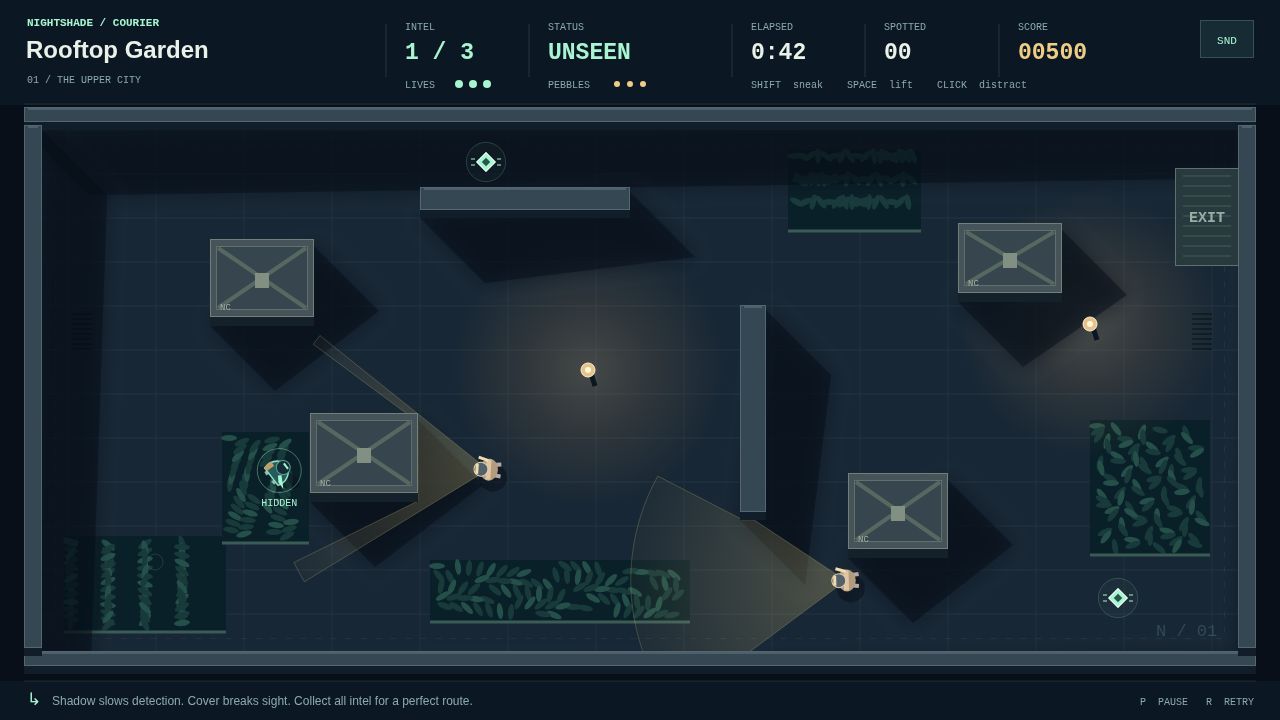 NIGHTSHADE / COURIER
Rooftop Garden
01 / THE UPPER CITY
INTEL
1 / 3
LIVES
STATUS
UNSEEN
PEBBLES
ELAPSED
0:42
SPOTTED
00
SCORE
00500
SHIFT sneak SPACE lift CLICK distract
SND
EXIT
NC
NC
NC
HIDDEN
NC
N / 01
↳ Shadow slows detection. Cover breaks sight. Collect all intel for a perfect route.
P PAUSE R RETRY